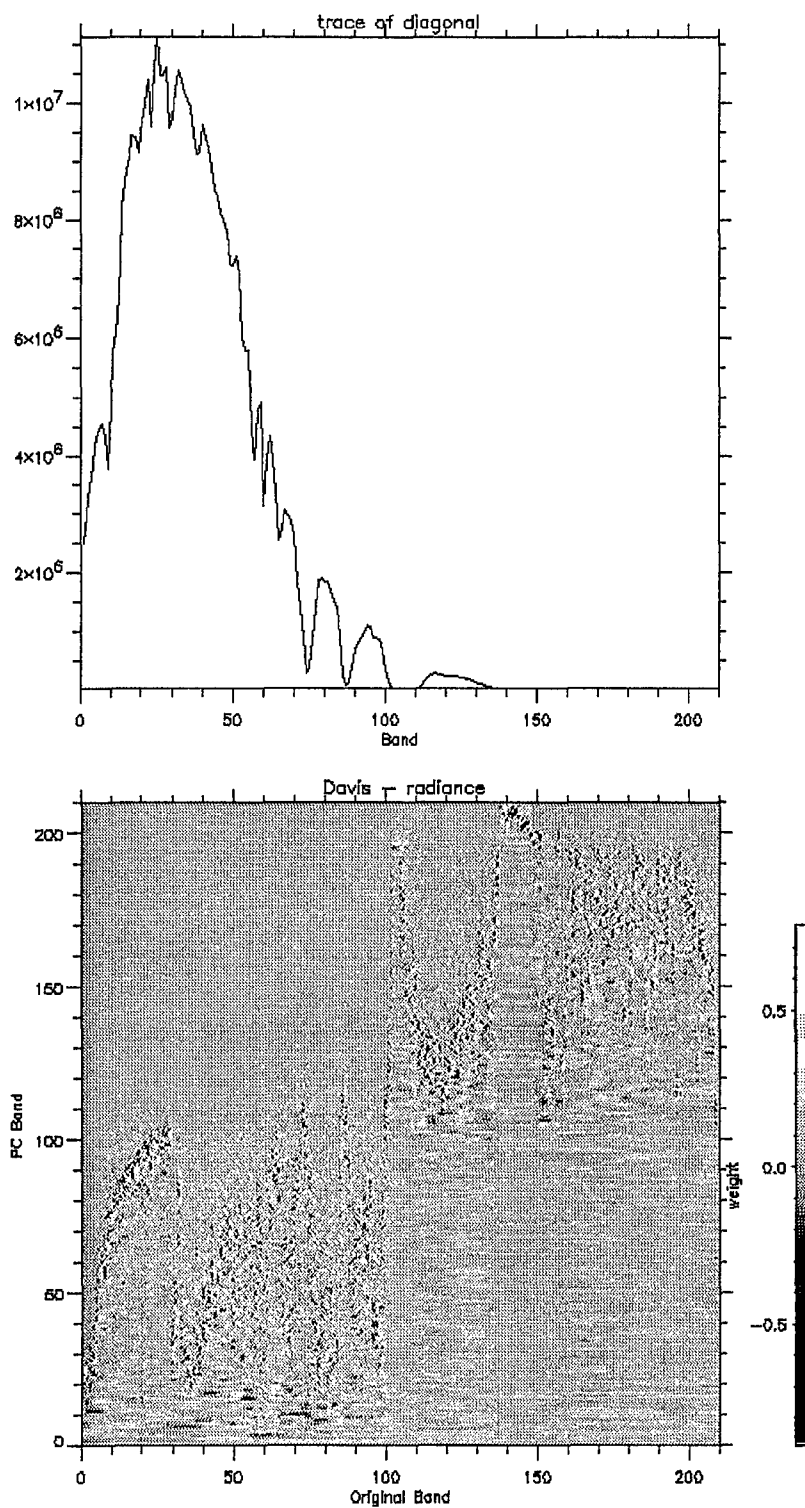 trace of diagonal
1×10⁷
8×10⁶
6×10⁶
4×10⁶
2×10⁶
0 50 100 150 200
Band
Davis – radiance
200
150
100
50
0
PC Band
0 50 100 150 200
Original Band
weight
0.5
0.0
−0.5